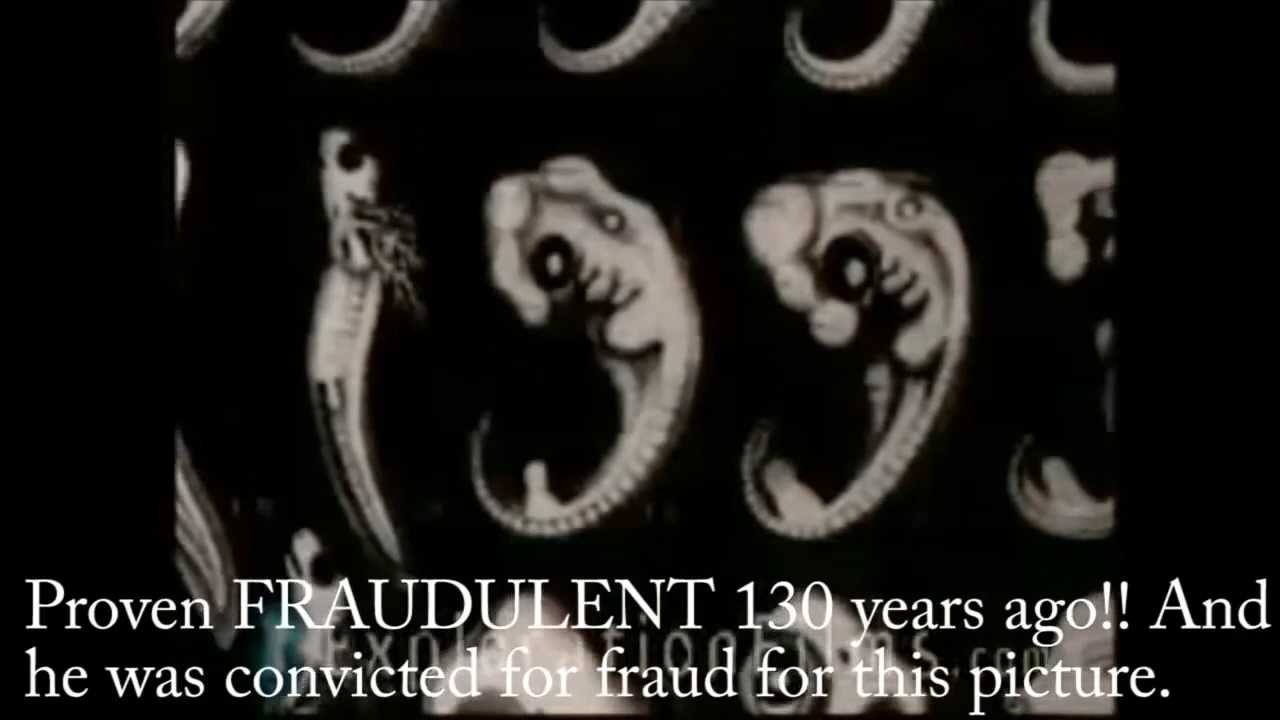 Proven FRAUDULENT 130 years ago!! And
he was convicted for fraud for this picture.